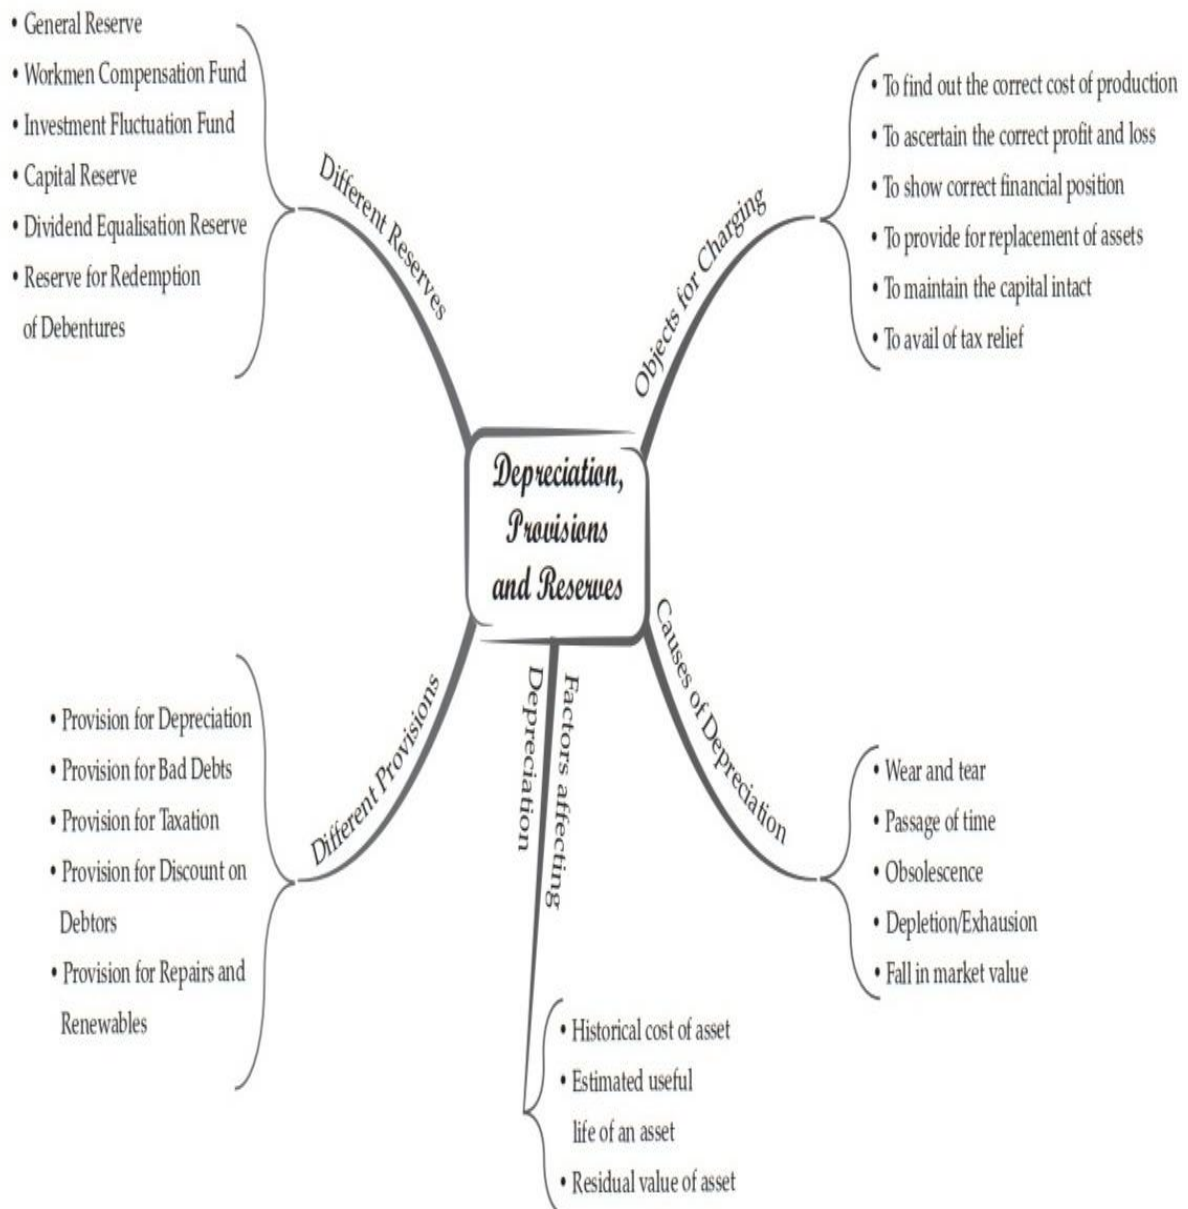 • General Reserve
• Workmen Compensation Fund
• Investment Fluctuation Fund
• Capital Reserve
• Dividend Equalisation Reserve
• Reserve for Redemption
of Debentures
Different Reserves
Objects for Charging
• To find out the correct cost of production
• To ascertain the correct profit and loss
• To show correct financial position
• To provide for replacement of assets
• To maintain the capital intact
• To avail of tax relief
Depreciation,
Provisions
and Reserves
Different Provisions
• Provision for Depreciation
• Provision for Bad Debts
• Provision for Taxation
• Provision for Discount on
Debtors
• Provision for Repairs and
Renewables
Factors affecting
Depreciation
• Historical cost of asset
• Estimated useful
life of an asset
• Residual value of asset
Causes of Depreciation
• Wear and tear
• Passage of time
• Obsolescence
• Depletion/Exhausion
• Fall in market value